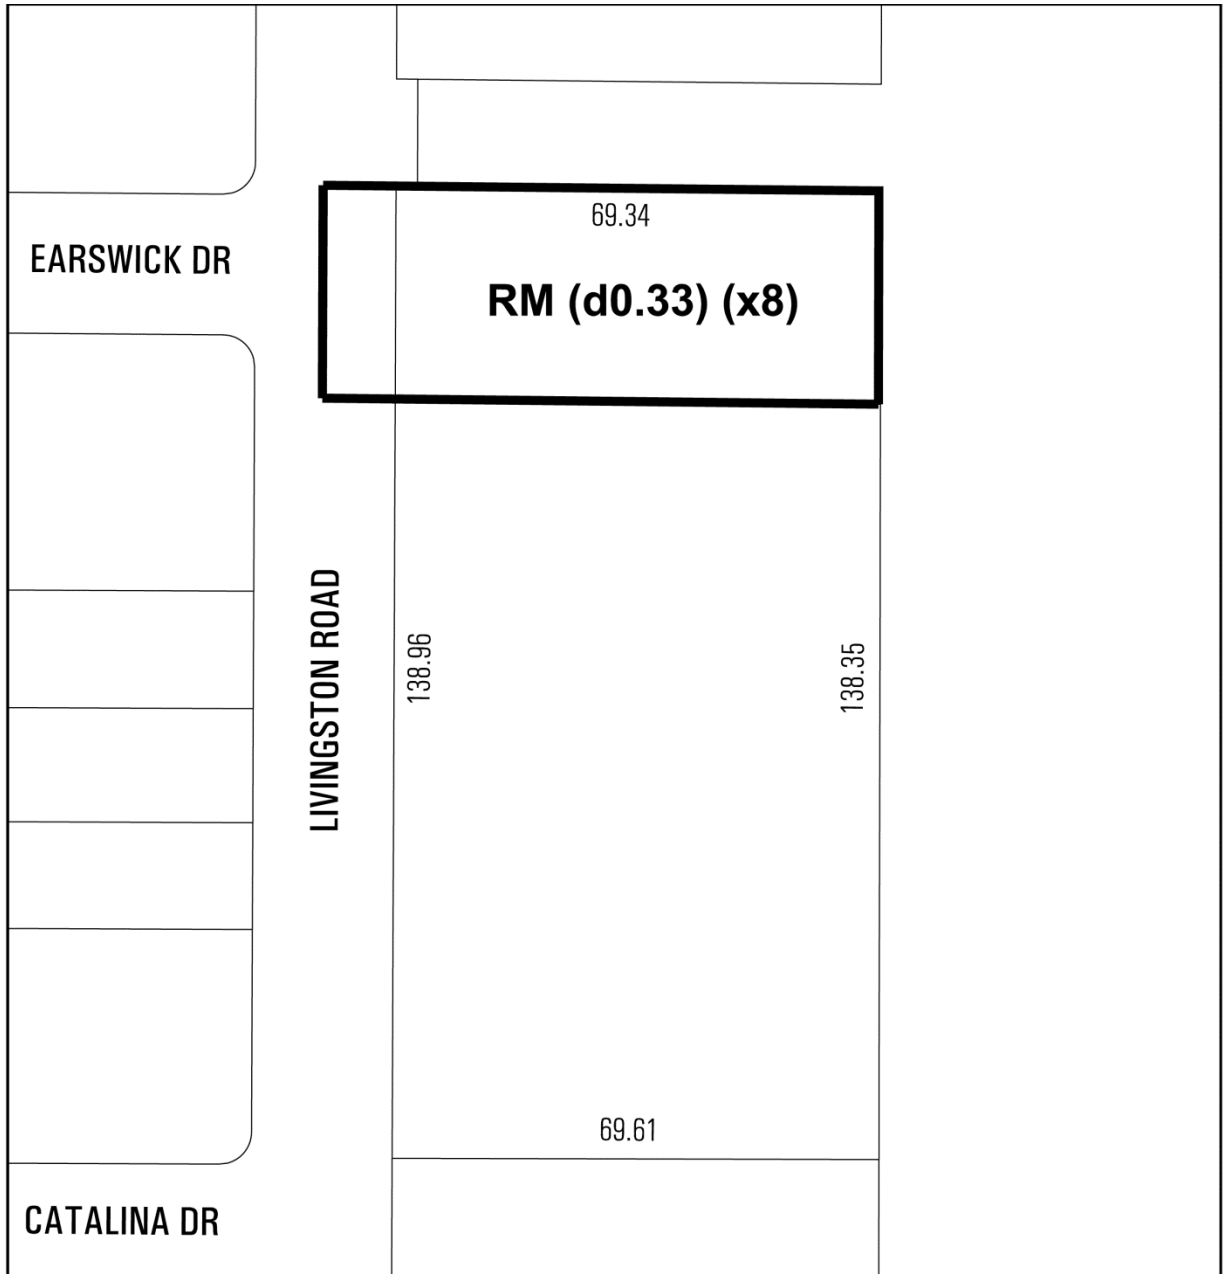 69.34
EARSWICK DR
RM (d0.33) (x8)
LIVINGSTON ROAD
138.96
138.35
69.61
CATALINA DR